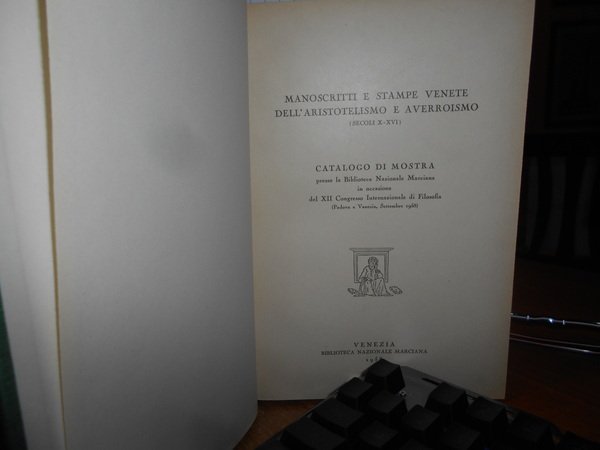 MANOSCRITTI E STAMPE VENETE
DELL'ARISTOTELISMO E AVERROISMO
(SECOLI X-XVI)
CATALOGO DI MOSTRA
presso la Biblioteca Nazionale Marciana
in occasione
del XII Congresso Internazionale di Filosofia
(Padova e Venezia, Settembre 1958)
VENEZIA
BIBLIOTECA NAZIONALE MARCIANA